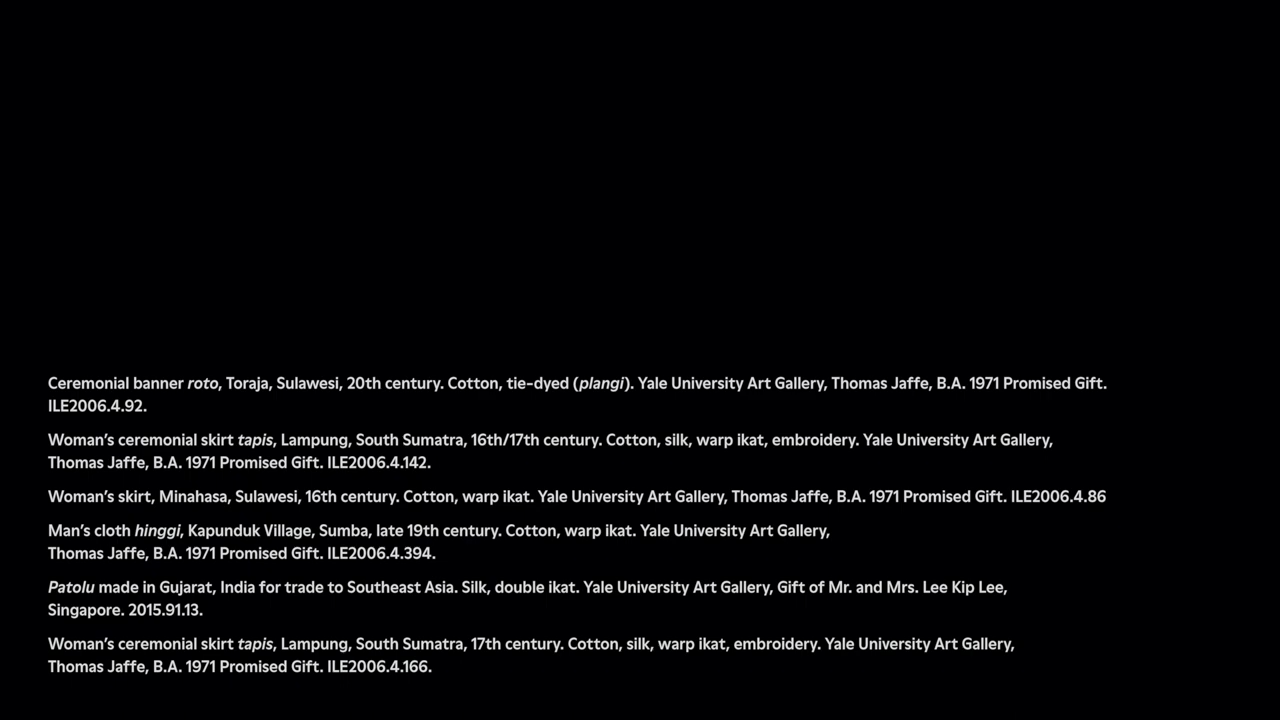 Ceremonial banner roto, Toraja, Sulawesi, 20th century. Cotton, tie-dyed (plangi). Yale University Art Gallery, Thomas Jaffe, B.A. 1971 Promised Gift.
ILE2006.4.92.
Woman's ceremonial skirt tapis, Lampung, South Sumatra, 16th/17th century. Cotton, silk, warp ikat, embroidery. Yale University Art Gallery,
Thomas Jaffe, B.A. 1971 Promised Gift. ILE2006.4.142.
Woman's skirt, Minahasa, Sulawesi, 16th century. Cotton, warp ikat. Yale University Art Gallery, Thomas Jaffe, B.A. 1971 Promised Gift. ILE2006.4.86
Man's cloth hinggi, Kapunduk Village, Sumba, late 19th century. Cotton, warp ikat. Yale University Art Gallery,
Thomas Jaffe, B.A. 1971 Promised Gift. ILE2006.4.394.
Patolu made in Gujarat, India for trade to Southeast Asia. Silk, double ikat. Yale University Art Gallery, Gift of Mr. and Mrs. Lee Kip Lee,
Singapore. 2015.91.13.
Woman's ceremonial skirt tapis, Lampung, South Sumatra, 17th century. Cotton, silk, warp ikat, embroidery. Yale University Art Gallery,
Thomas Jaffe, B.A. 1971 Promised Gift. ILE2006.4.166.